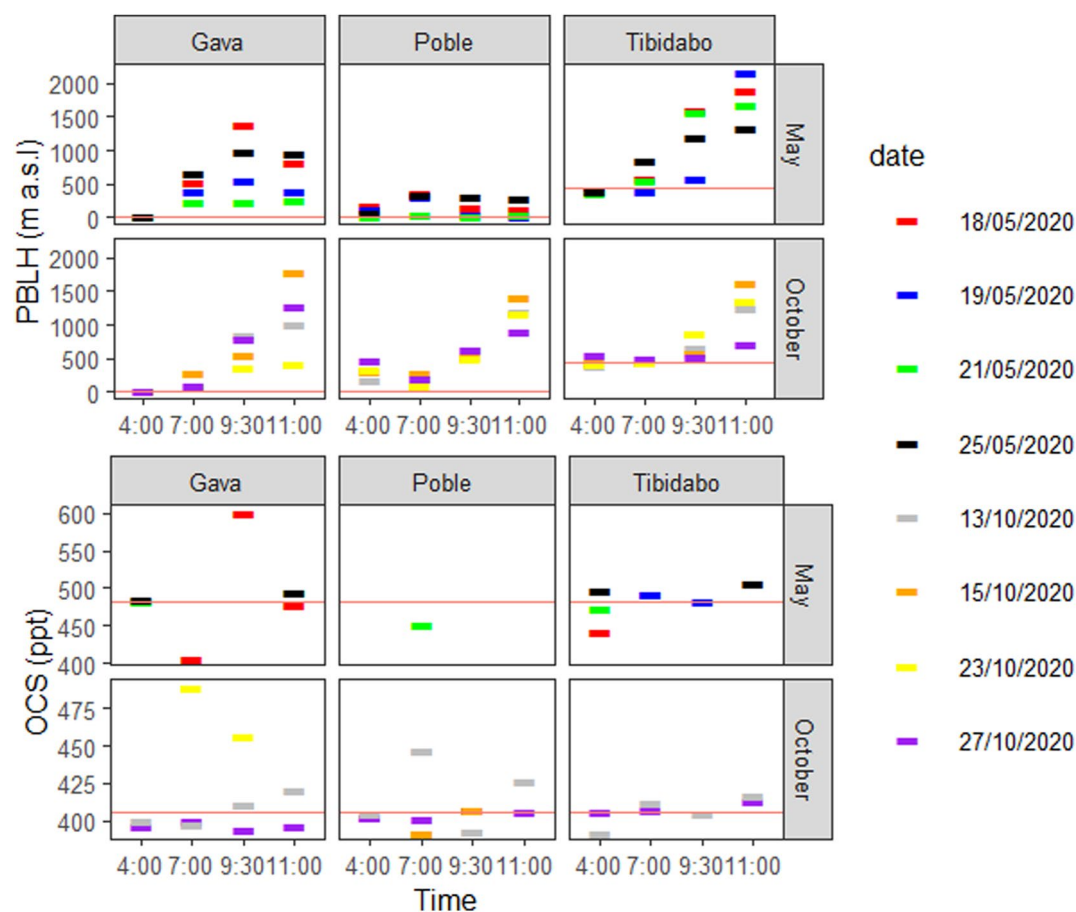 Gava Poble Tibidabo
PBLH (m a.s.l)
2000
1500
1000
500
0
May
2000
1500
1000
500
0
October
4:00 7:00 9:30 11:00 4:00 7:00 9:30 11:00 4:00 7:00 9:30 11:00
Gava Poble Tibidabo
OCS (ppt)
600
550
500
450
400
May
475
450
425
400
October
4:00 7:00 9:30 11:00 4:00 7:00 9:30 11:00 4:00 7:00 9:30 11:00
Time
date
18/05/2020
19/05/2020
21/05/2020
25/05/2020
13/10/2020
15/10/2020
23/10/2020
27/10/2020